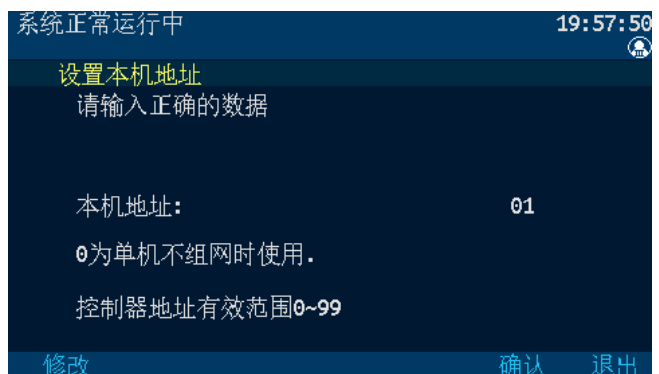 系统正常运行中 19:57:50
设置本机地址
请输入正确的数据
本机地址: 01
0为单机不组网时使用.
控制器地址有效范围0~99
修改 确认 退出